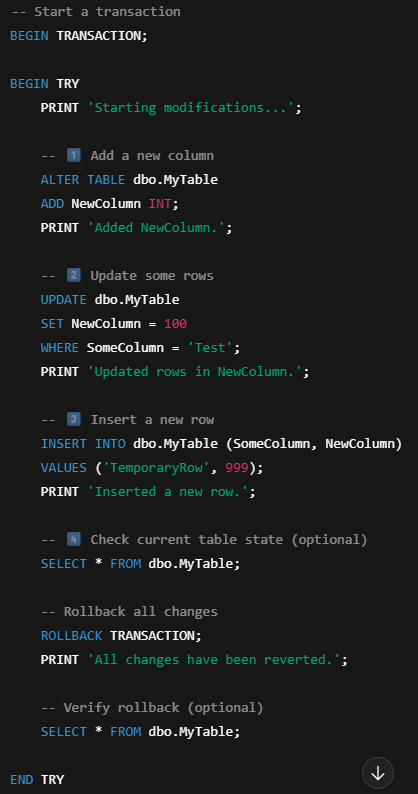 -- Start a transaction
BEGIN TRANSACTION;
BEGIN TRY
PRINT 'Starting modifications...';
-- 1️⃣ Add a new column
ALTER TABLE dbo.MyTable
ADD NewColumn INT;
PRINT 'Added NewColumn.';
-- 2️⃣ Update some rows
UPDATE dbo.MyTable
SET NewColumn = 100
WHERE SomeColumn = 'Test';
PRINT 'Updated rows in NewColumn.';
-- 3️⃣ Insert a new row
INSERT INTO dbo.MyTable (SomeColumn, NewColumn)
VALUES ('TemporaryRow', 999);
PRINT 'Inserted a new row.';
-- 4️⃣ Check current table state (optional)
SELECT * FROM dbo.MyTable;
-- Rollback all changes
ROLLBACK TRANSACTION;
PRINT 'All changes have been reverted.';
-- Verify rollback (optional)
SELECT * FROM dbo.MyTable;
END TRY